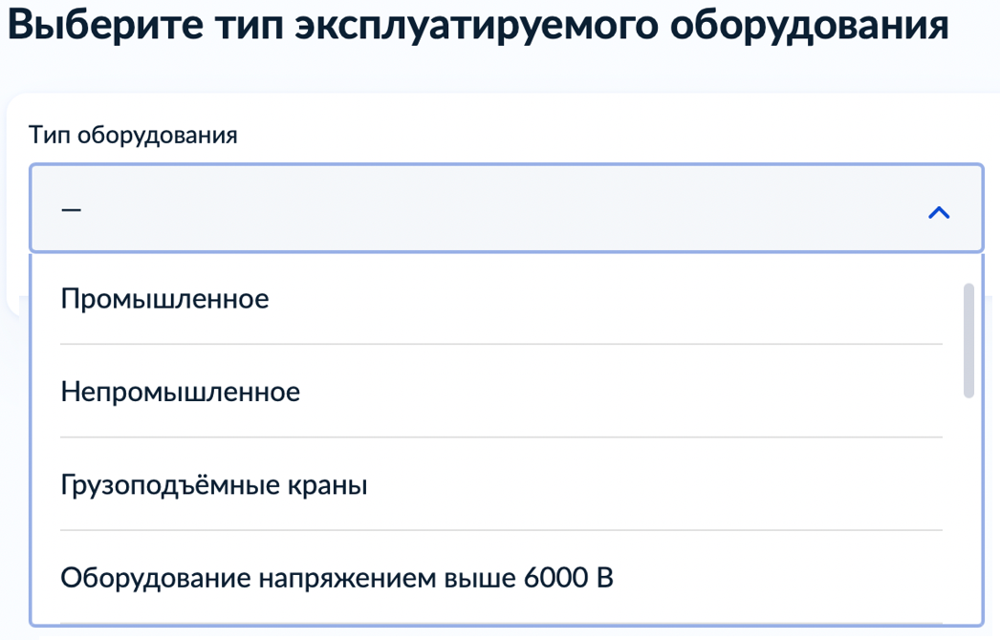 Выберите тип эксплуатируемого оборудования
Тип оборудования
—
Промышленное
Непромышленное
Грузоподъёмные краны
Оборудование напряжением выше 6000 В